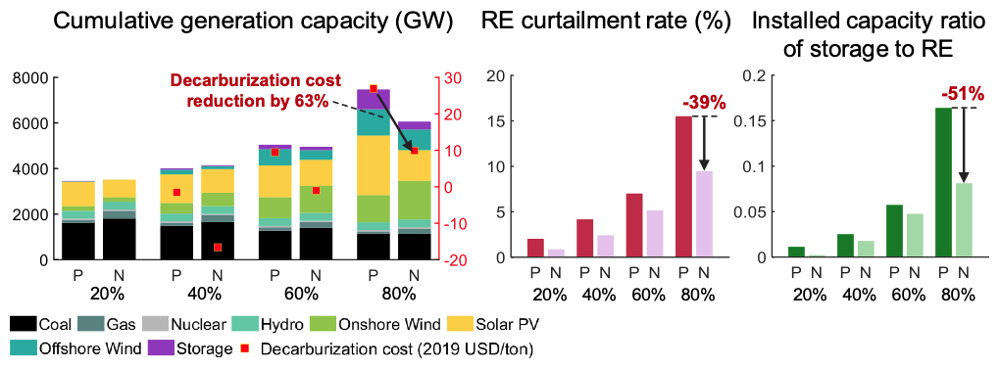 Cumulative generation capacity (GW)
RE curtailment rate (%)
Installed capacity ratio
of storage to RE
8000
6000
4000
2000
0
Decarburization cost
reduction by 63%
30
20
10
0
-10
-20
P N P N P N P N
20% 40% 60% 80%
20
15
10
5
0
-39%
P N P N P N P N
20% 40% 60% 80%
0.2
0.15
0.1
0.05
0
-51%
P N P N P N P N
20% 40% 60% 80%
Coal Gas Nuclear Hydro Onshore Wind Solar PV
Offshore Wind Storage Decarburization cost (2019 USD/ton)